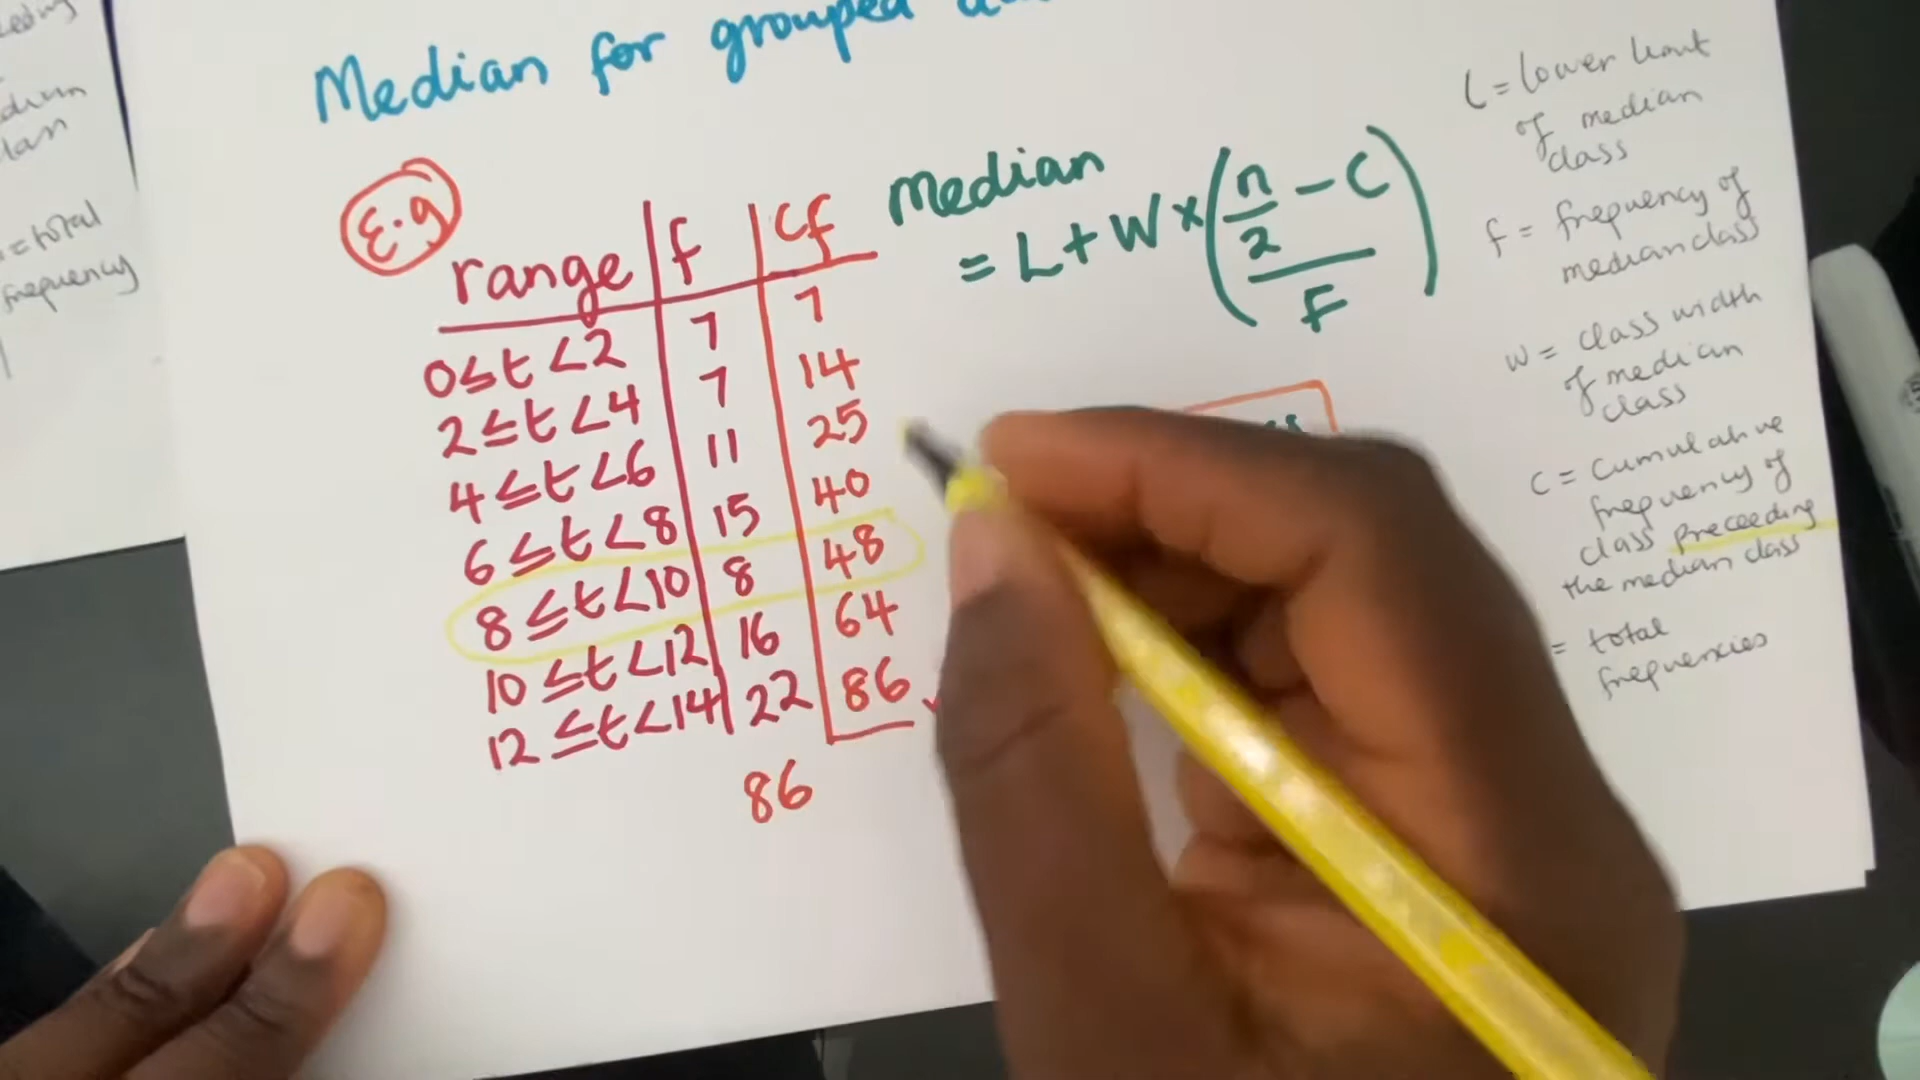 Median for grouped
E.g
range f cf
0≤t<2 7 7
2≤t<4 7 14
4≤t<6 11 25
6≤t<8 15 40
8≤t<10 8 48
10≤t<12 16 64
12≤t<14 22 86
86
median
= L+W×(n/2 - C / F)
L = lower limit
of median
class
f = frequency of
median class
w = class width
of median
class
C = Cumulative
frequency of
class preceeding
the median class
= total
frequencies
= total
frequency